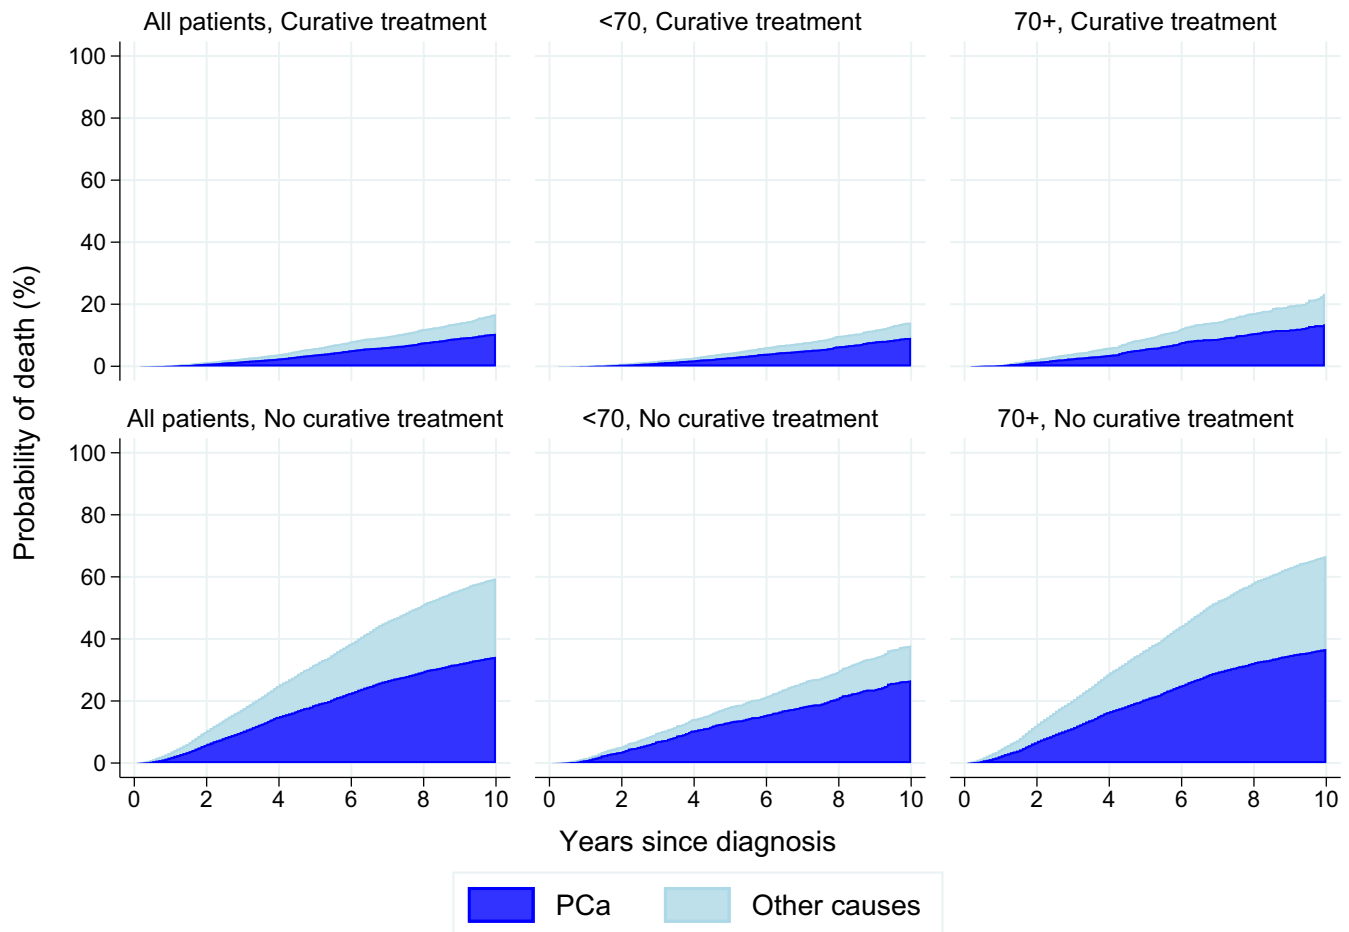 All patients, Curative treatment
<70, Curative treatment
70+, Curative treatment
100
80
60
40
20
0
All patients, No curative treatment
<70, No curative treatment
70+, No curative treatment
100
80
60
40
20
0
0 2 4 6 8 10
0 2 4 6 8 10
0 2 4 6 8 10
Probability of death (%)
Years since diagnosis
PCa
Other causes